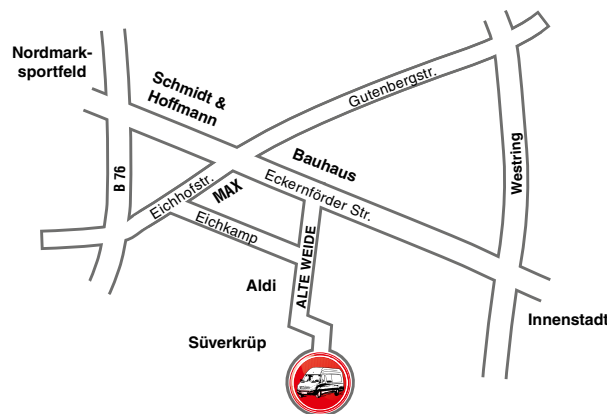 Nordmark-
sportfeld
Schmidt &
Hoffmann
Gutenbergstr.
Bauhaus
Westring
B 76
Eichhofstr.
MAX
Eckernförder Str.
Eichkamp
ALTE WEIDE
Aldi
Innenstadt
Süverkrüp